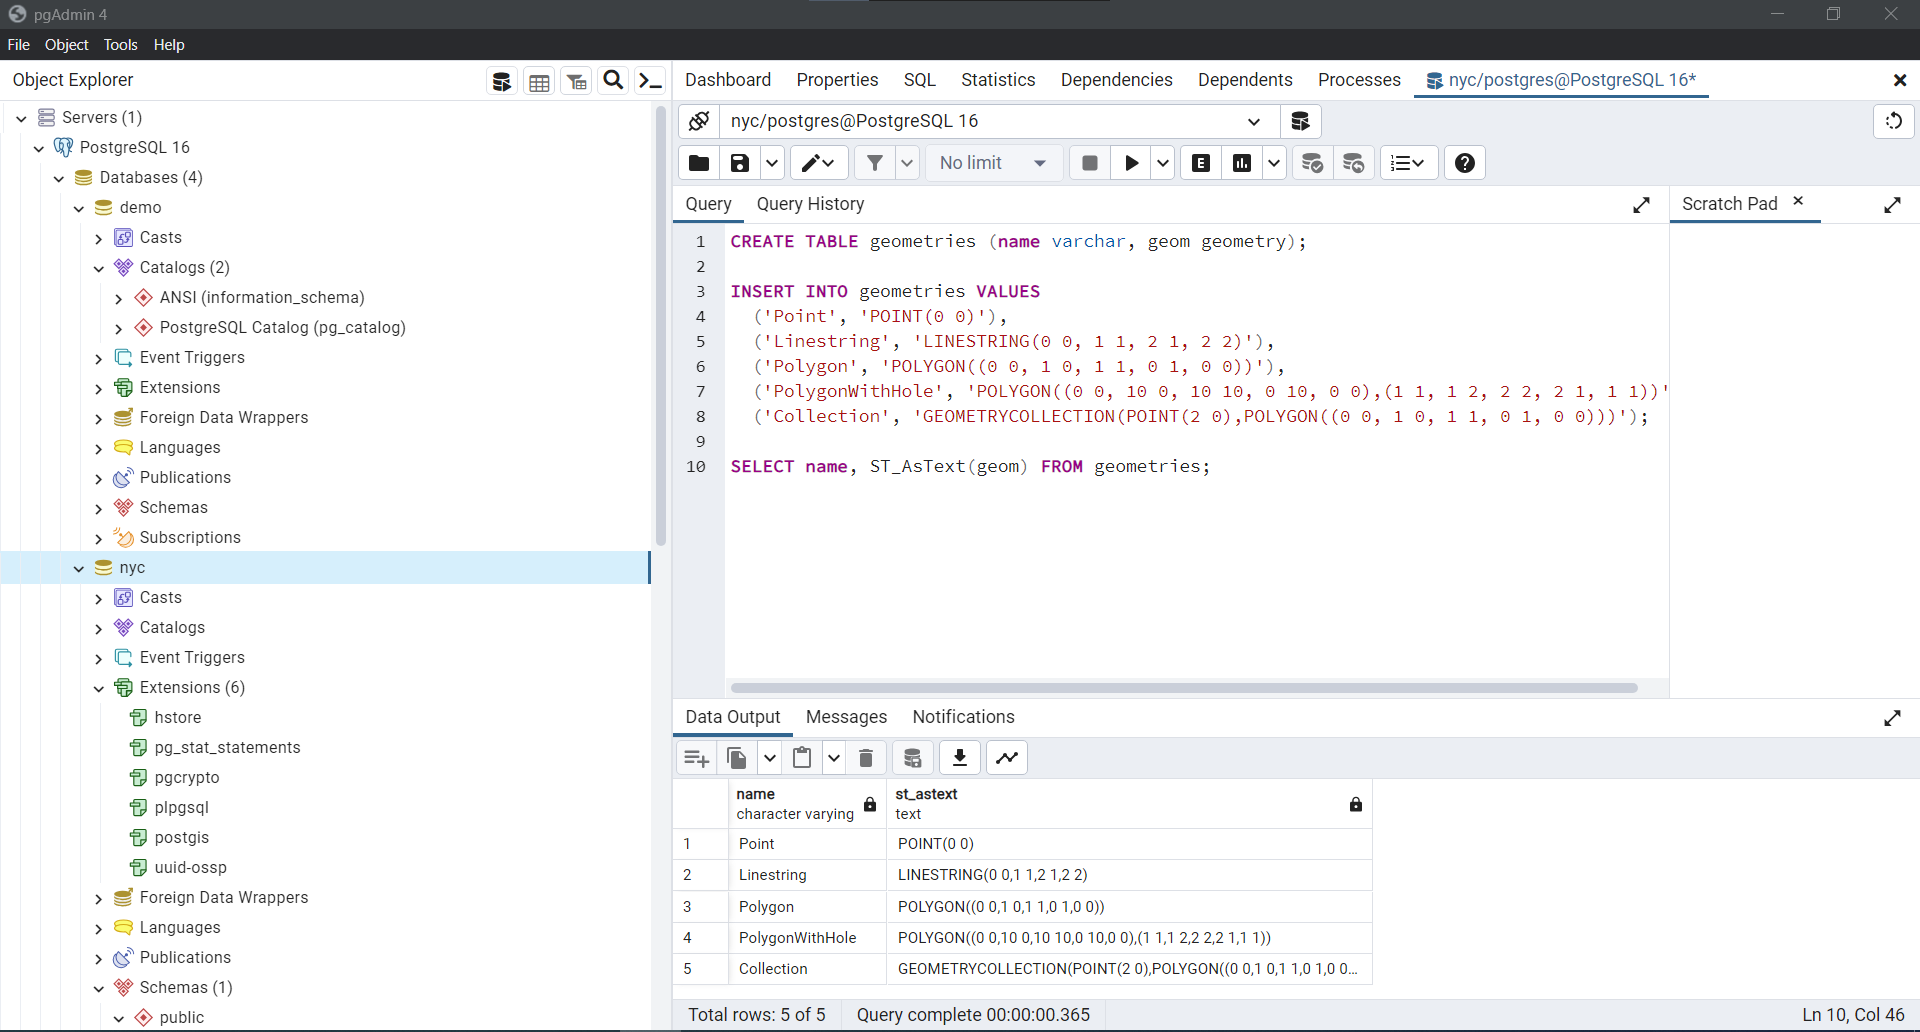 pgAdmin 4
File Object Tools Help
Object Explorer
Servers (1)
PostgreSQL 16
Databases (4)
demo
Casts
Catalogs (2)
ANSI (information_schema)
PostgreSQL Catalog (pg_catalog)
Event Triggers
Extensions
Foreign Data Wrappers
Languages
Publications
Schemas
Subscriptions
nyc
Casts
Catalogs
Event Triggers
Extensions (6)
hstore
pg_stat_statements
pgcrypto
plpgsql
postgis
uuid-ossp
Foreign Data Wrappers
Languages
Publications
Schemas (1)
public
Dashboard Properties SQL Statistics Dependencies Dependents Processes nyc/postgres@PostgreSQL 16*
nyc/postgres@PostgreSQL 16
No limit
E
Query Query History
Scratch Pad
1 CREATE TABLE geometries (name varchar, geom geometry);
2
3 INSERT INTO geometries VALUES
4 ('Point', 'POINT(0 0)'),
5 ('Linestring', 'LINESTRING(0 0, 1 1, 2 1, 2 2)'),
6 ('Polygon', 'POLYGON((0 0, 1 0, 1 1, 0 1, 0 0))'),
7 ('PolygonWithHole', 'POLYGON((0 0, 10 0, 10 10, 0 10, 0 0),(1 1, 1 2, 2 2, 2 1, 1 1))'
8 ('Collection', 'GEOMETRYCOLLECTION(POINT(2 0),POLYGON((0 0, 1 0, 1 1, 0 1, 0 0)))');
9
10 SELECT name, ST_AsText(geom) FROM geometries;
Data Output Messages Notifications
name st_astext
character varying text
1 Point POINT(0 0)
2 Linestring LINESTRING(0 0,1 1,2 1,2 2)
3 Polygon POLYGON((0 0,1 0,1 1,0 1,0 0))
4 PolygonWithHole POLYGON((0 0,10 0,10 10,0 10,0 0),(1 1,1 2,2 2,2 1,1 1))
5 Collection GEOMETRYCOLLECTION(POINT(2 0),POLYGON((0 0,1 0,1 1,0 1,0 0…
Total rows: 5 of 5 Query complete 00:00:00.365 Ln 10, Col 46